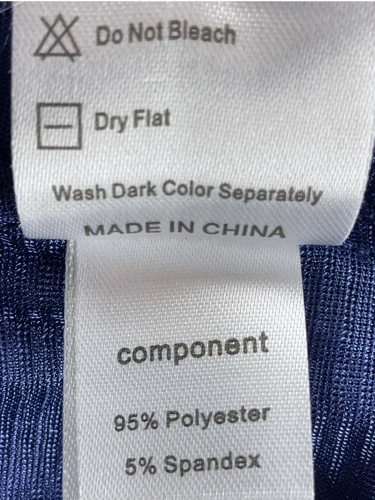 Do Not Bleach
Dry Flat
Wash Dark Color Separately
MADE IN CHINA
component
95% Polyester
5% Spandex